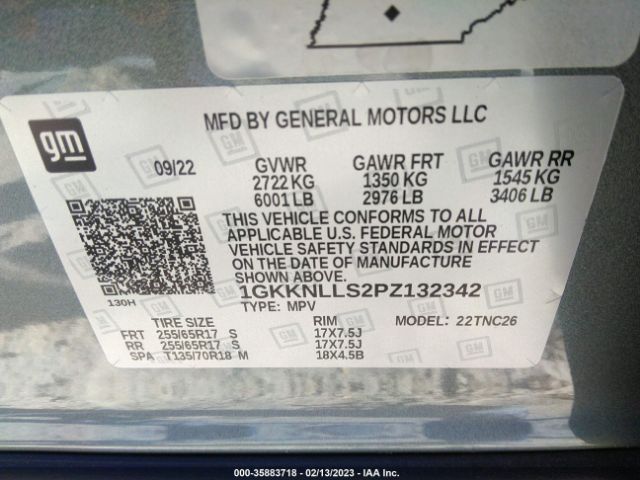 gm
MFD BY GENERAL MOTORS LLC
09/22 GVWR GAWR FRT GAWR RR
2722 KG 1350 KG 1545 KG
6001 LB 2976 LB 3406 LB
THIS VEHICLE CONFORMS TO ALL
APPLICABLE U.S. FEDERAL MOTOR
VEHICLE SAFETY STANDARDS IN EFFECT
ON THE DATE OF MANUFACTURE
SHOWN ABOVE.
130H 1GKKNLLS2PZ132342
TYPE: MPV MODEL: 22TNC26
TIRE SIZE RIM
FRT 255/65R17 S 17X7.5J
RR 255/65R17 S 17X7.5J
SPA T135/70R18 M 18X4.5B
000-35883718 - 02/13/2023 - IAA Inc.